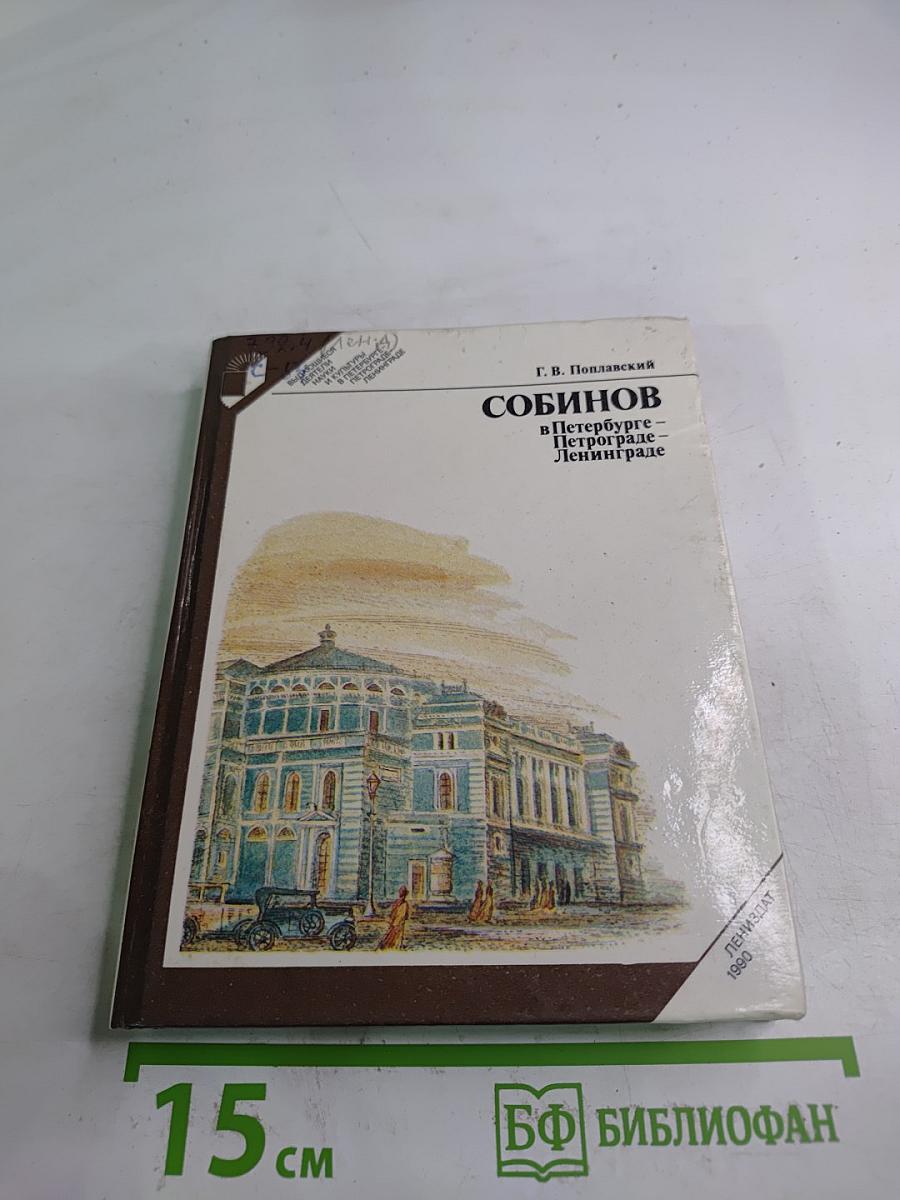 ВЫДАЮЩИЕСЯ
ДЕЯТЕЛИ
НАУКИ
И КУЛЬТУРЫ
В ПЕТЕРБУРГЕ–
ПЕТРОГРАДЕ–
ЛЕНИНГРАДЕ
Г. В. Поплавский
СОБИНОВ
в Петербурге –
Петрограде –
Ленинграде
ЛЕНИЗДАТ
1990
15 см
БФ БИБЛИОФАН